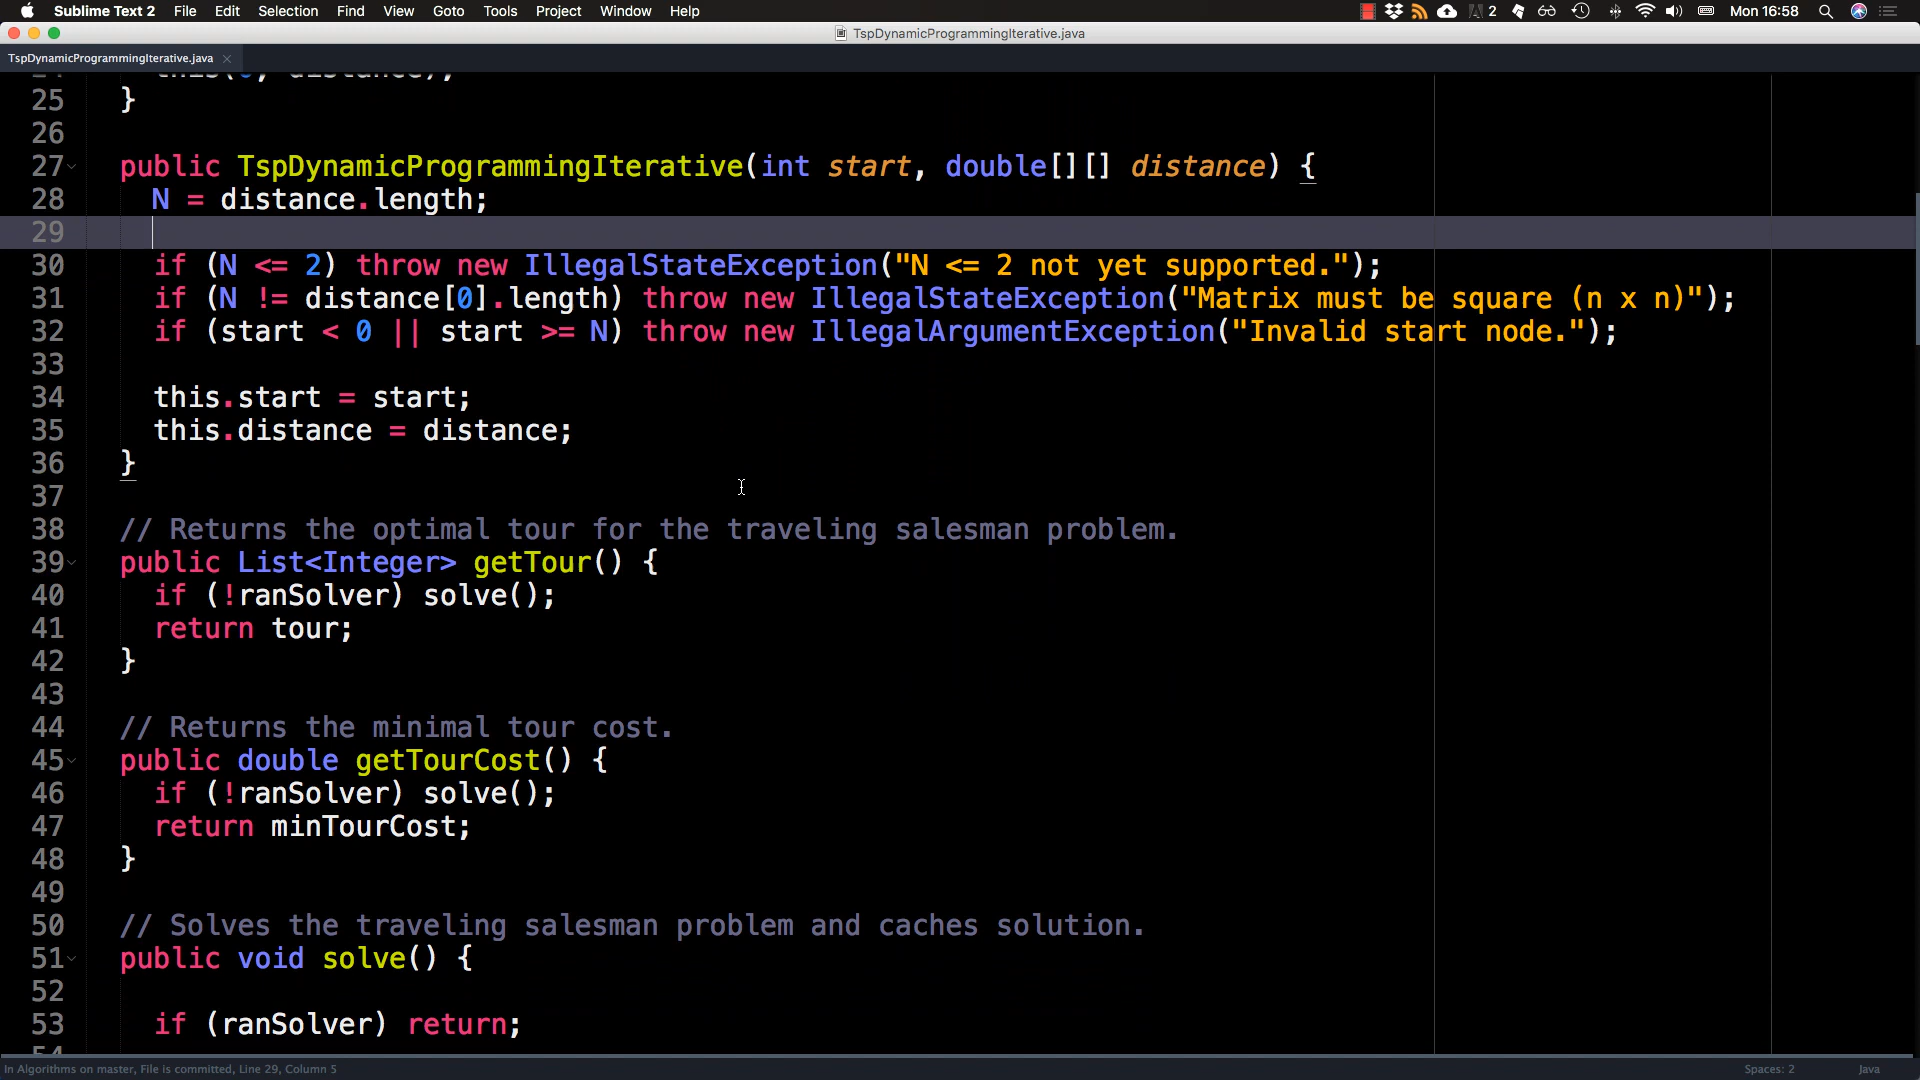 Sublime Text 2 File Edit Selection Find View Goto Tools Project Window Help 2 Mon 16:58
TspDynamicProgrammingIterative.java
TspDynamicProgrammingIterative.java
25 }
26
27 public TspDynamicProgrammingIterative(int start, double[][] distance) {
28 N = distance.length;
29
30 if (N <= 2) throw new IllegalStateException("N <= 2 not yet supported.");
31 if (N != distance[0].length) throw new IllegalStateException("Matrix must be square (n x n)");
32 if (start < 0 || start >= N) throw new IllegalArgumentException("Invalid start node.");
33
34 this.start = start;
35 this.distance = distance;
36 }
37
38 // Returns the optimal tour for the traveling salesman problem.
39 public List<Integer> getTour() {
40 if (!ranSolver) solve();
41 return tour;
42 }
43
44 // Returns the minimal tour cost.
45 public double getTourCost() {
46 if (!ranSolver) solve();
47 return minTourCost;
48 }
49
50 // Solves the traveling salesman problem and caches solution.
51 public void solve() {
52
53 if (ranSolver) return;
In Algorithms on master, File is committed, Line 29, Column 5 Spaces: 2 Java